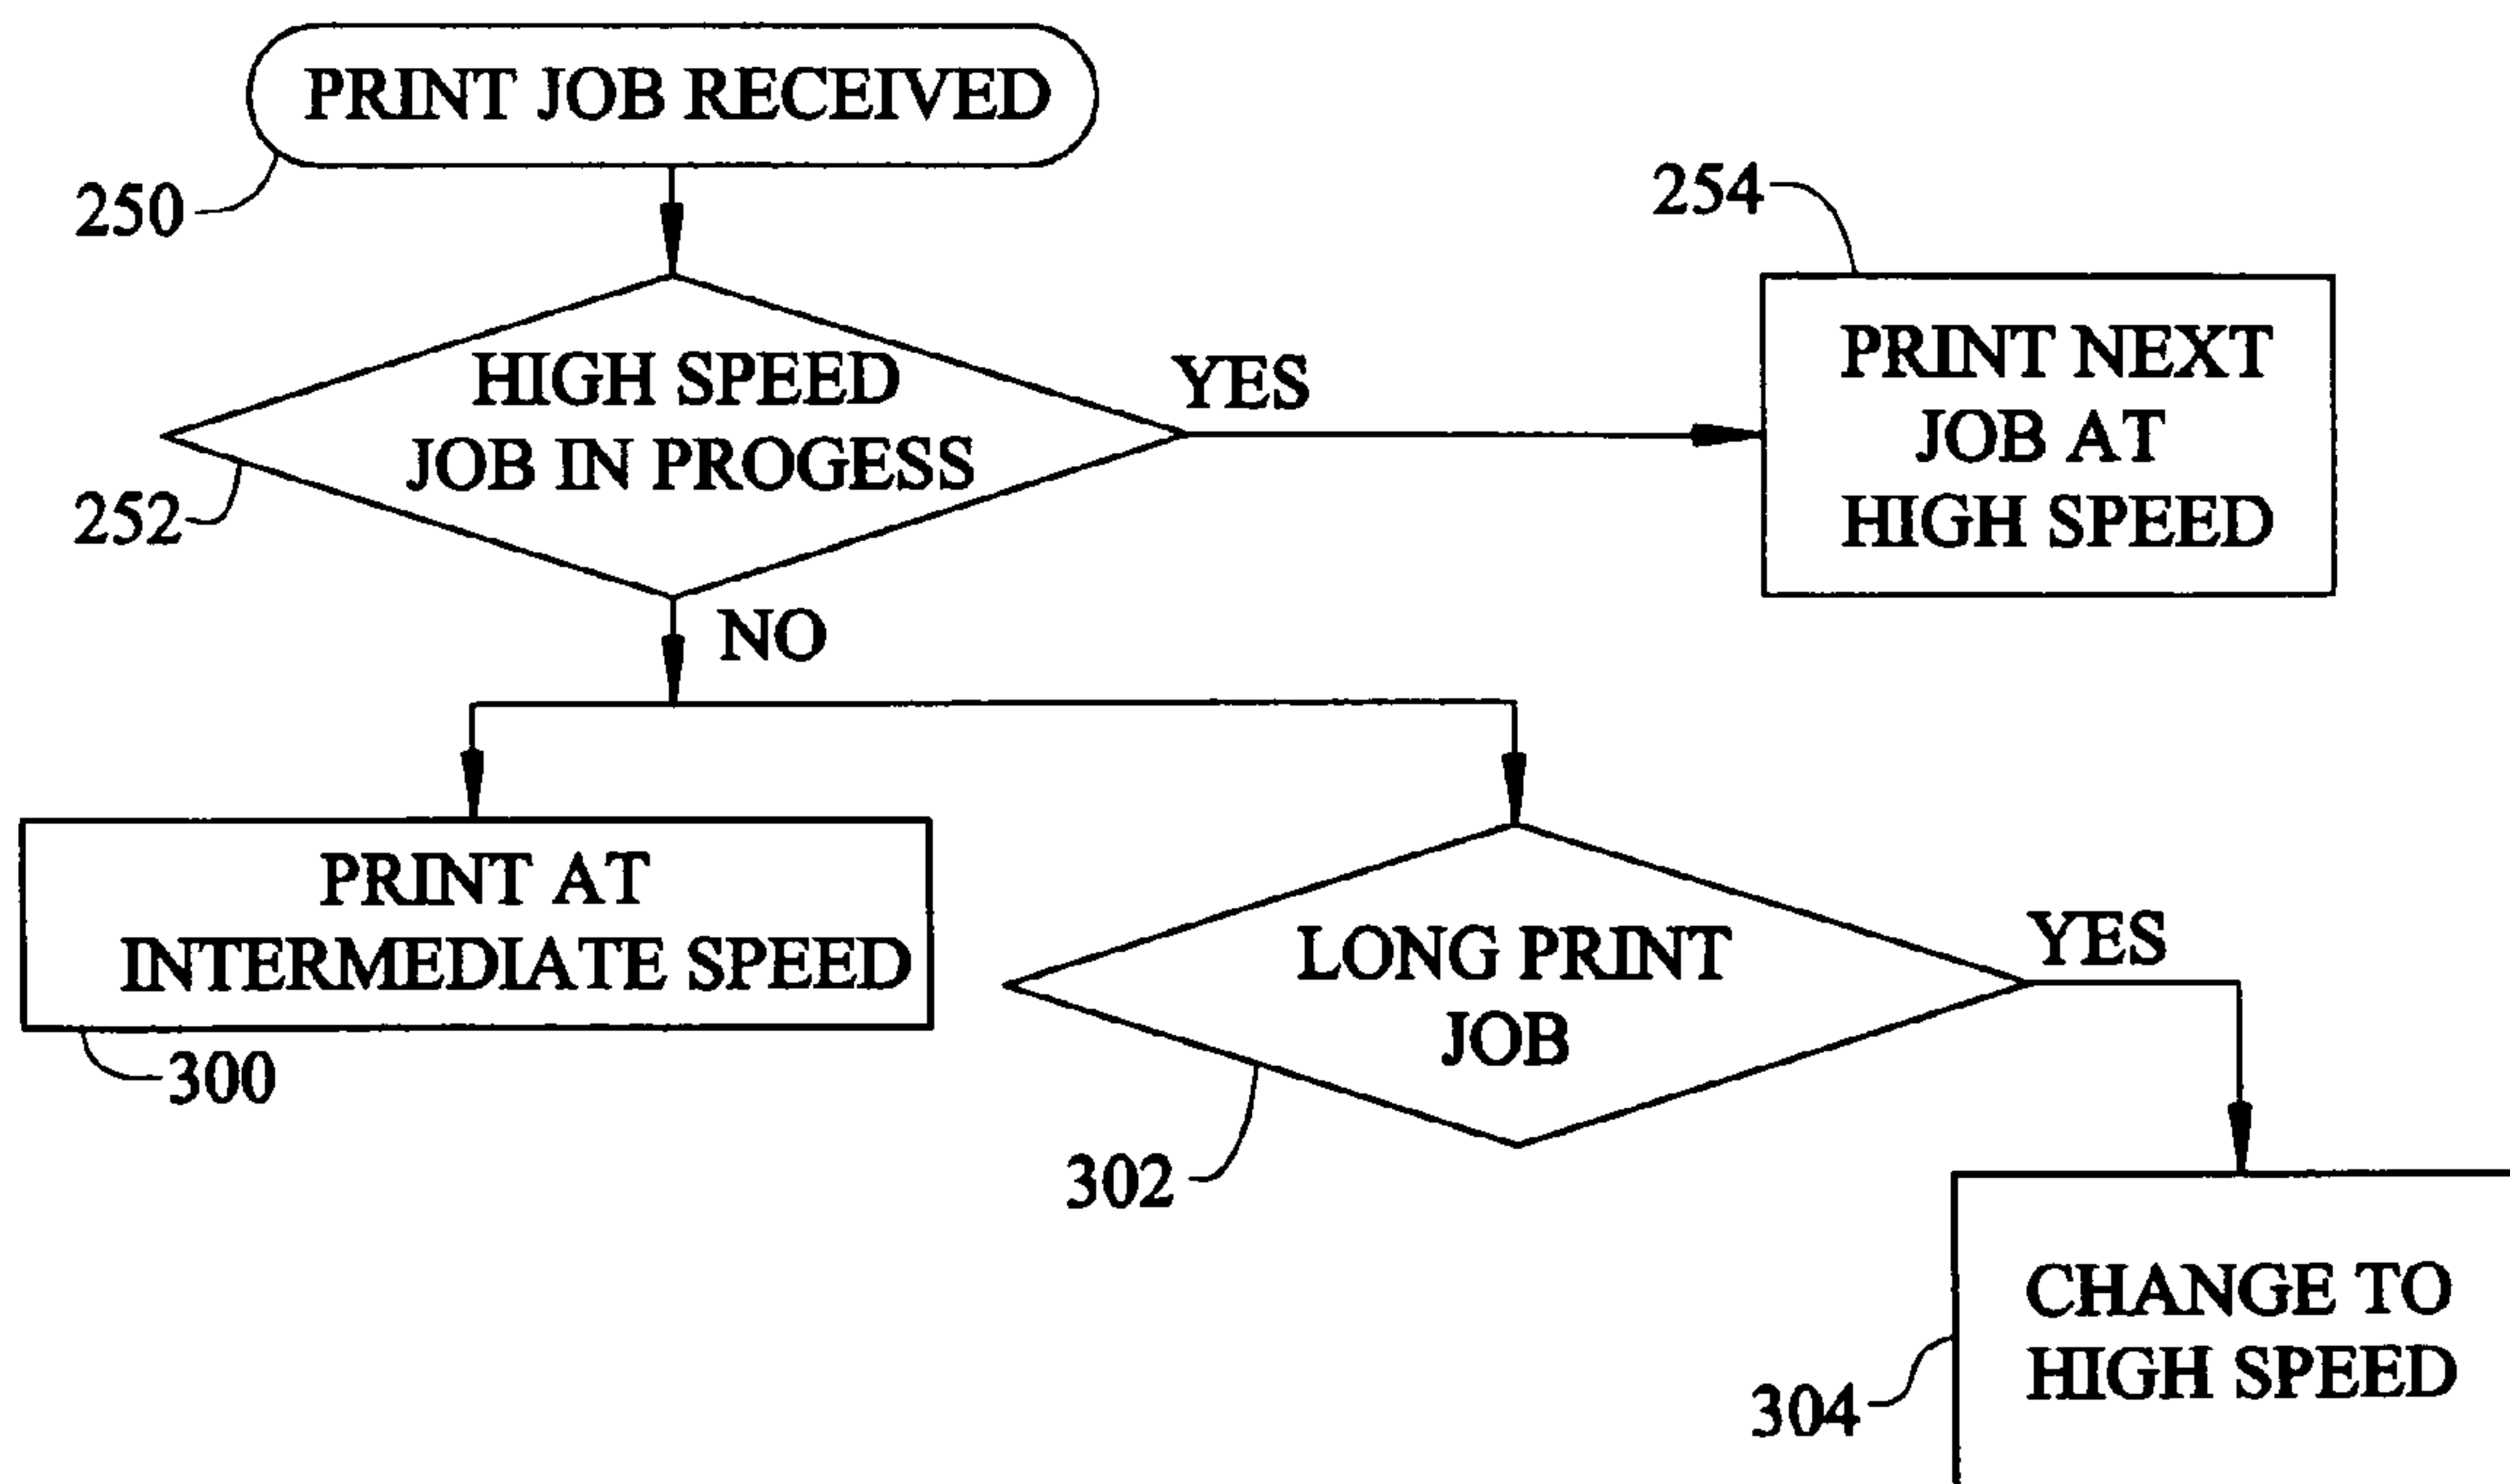 PRINT JOB RECEIVED
250
254
HIGH SPEED
JOB IN PROGESS
YES
252
PRINT NEXT
JOB AT
HIGH SPEED
NO
PRINT AT
INTERMEDIATE SPEED
300
LONG PRINT
JOB
YES
302
CHANGE TO
HIGH SPEED
304